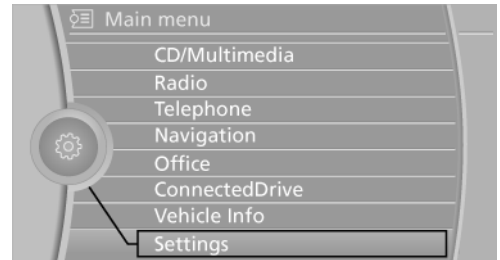 Main menu
CD/Multimedia
Radio
Telephone
Navigation
Office
ConnectedDrive
Vehicle Info
Settings